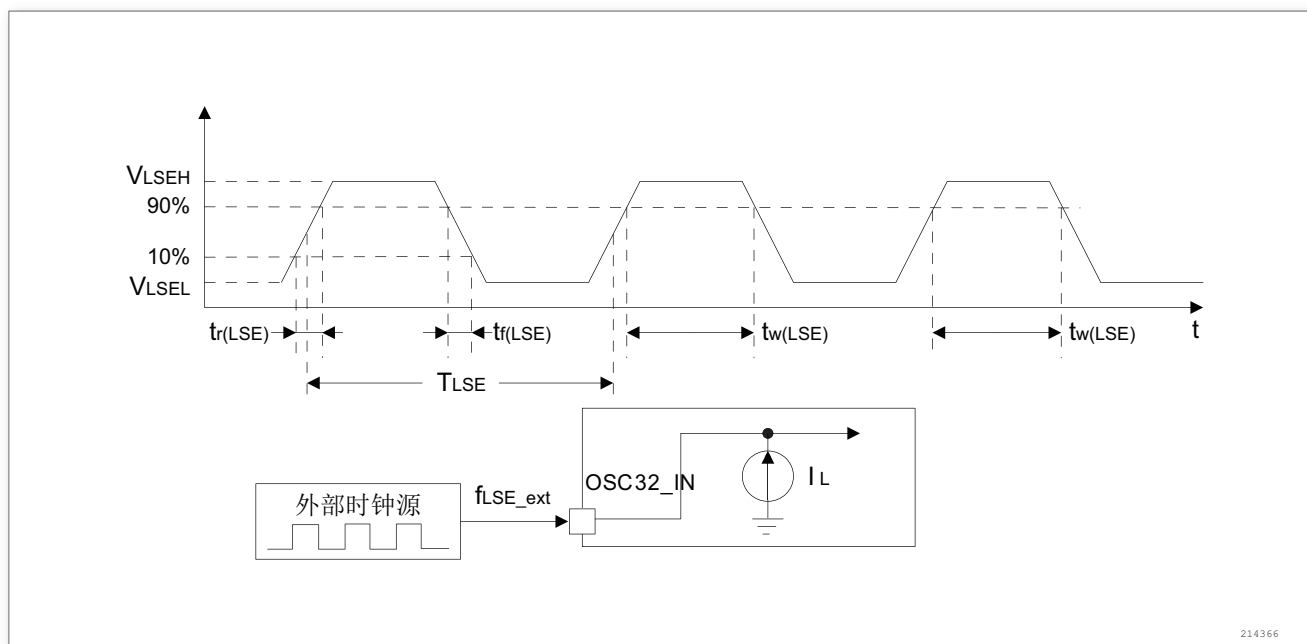 VLSEH
90%
10%
VLSEL
tr(LSE)
tf(LSE)
tw(LSE)
tw(LSE)
t
TLSE
OSC32_IN
IL
fLSE_ext
外部时钟源
214366